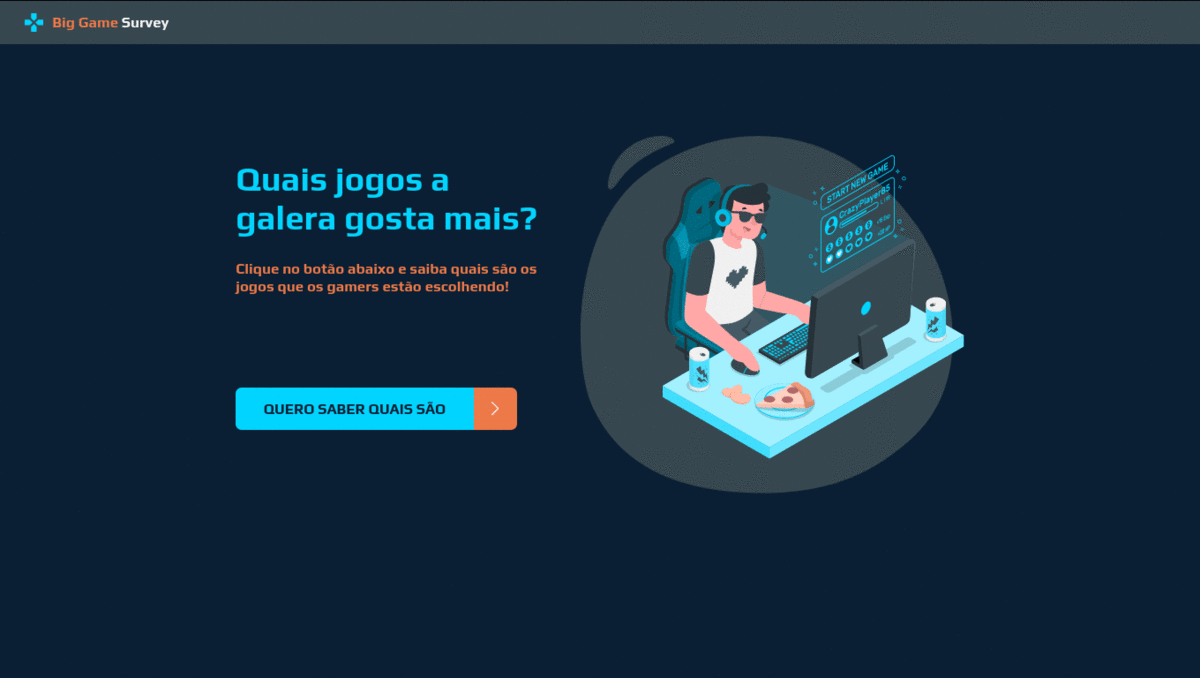 Big Game Survey
Quais jogos a
galera gosta mais?
Clique no botão abaixo e saiba quais são os
jogos que os gamers estão escolhendo!
QUERO SABER QUAIS SÃO
START NEW GAME
CrazyPlayer85